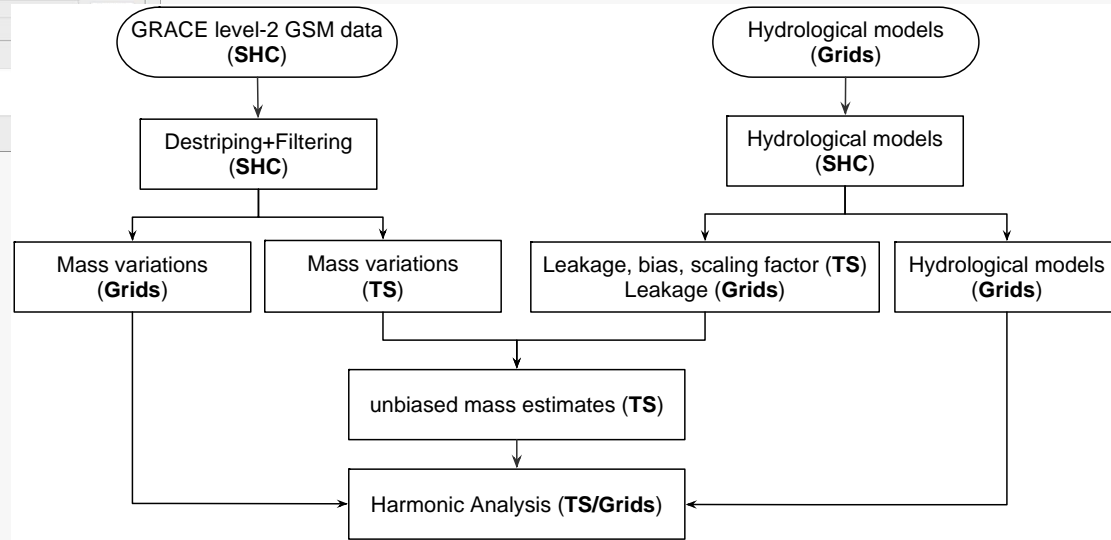 GRACE level-2 GSM data
(SHC)
Hydrological models
(Grids)
Destriping+Filtering
(SHC)
Hydrological models
(SHC)
Mass variations
(Grids)
Mass variations
(TS)
Leakage, bias, scaling factor (TS)
Leakage (Grids)
Hydrological models
(Grids)
unbiased mass estimates (TS)
Harmonic Analysis (TS/Grids)